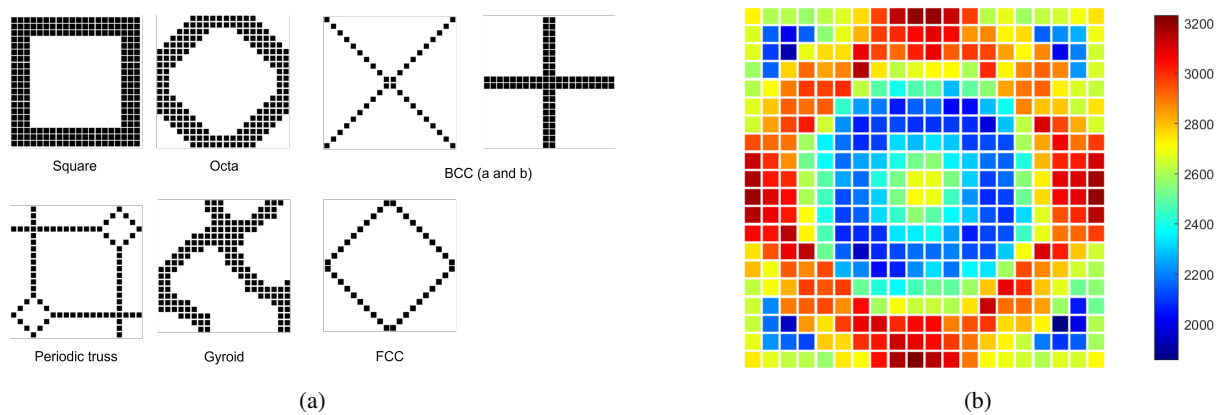 Square
Octa
BCC (a and b)
Periodic truss
Gyroid
FCC
(a)
3200
3000
2800
2600
2400
2200
2000
(b)